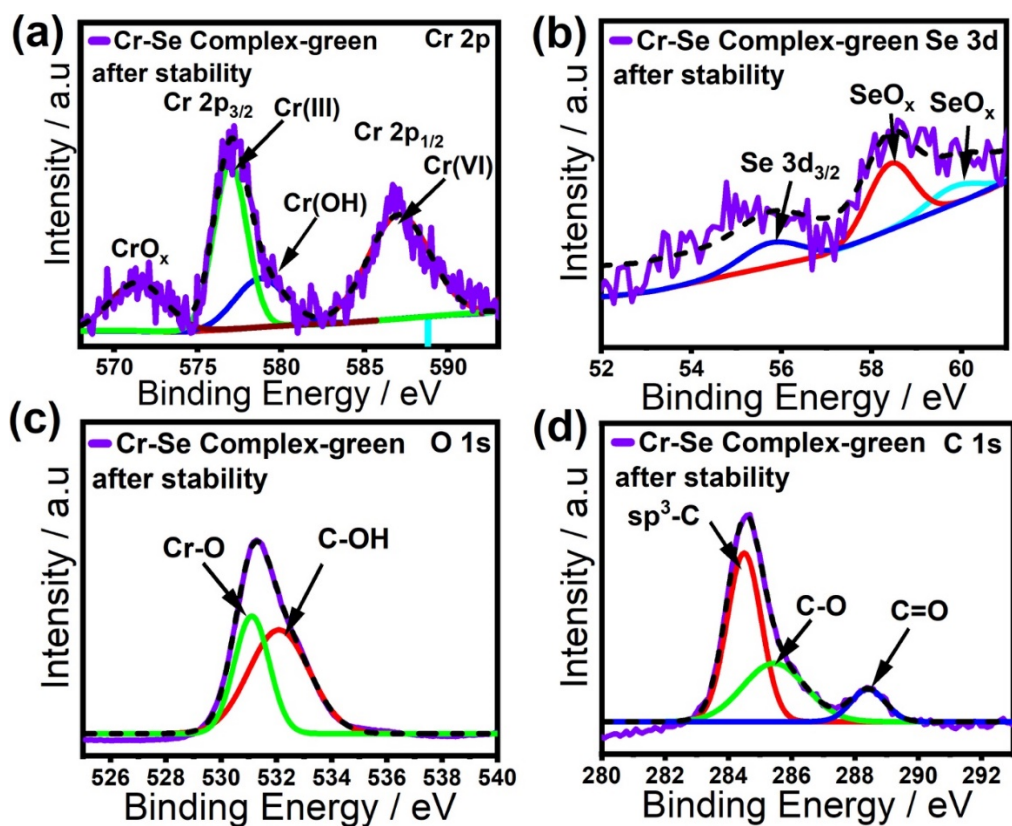 (a)
Cr-Se Complex-green Cr 2p
after stability
Cr 2p3/2
Cr(III)
Cr 2p1/2
Cr(VI)
Cr(OH)
CrOx
Intensity / a.u
570 575 580 585 590
Binding Energy / eV
(b)
Cr-Se Complex-green Se 3d
after stability
SeOx
SeOx
Se 3d3/2
Intensity / a.u
52 54 56 58 60
Binding Energy / eV
(c)
Cr-Se Complex-green O 1s
after stability
Cr-O
C-OH
Intensity / a.u
526 528 530 532 534 536 538 540
Binding Energy / eV
(d)
Cr-Se Complex-green C 1s
after stability
sp³-C
C-O
C=O
Intensity / a.u
280 282 284 286 288 290 292
Binding Energy / eV